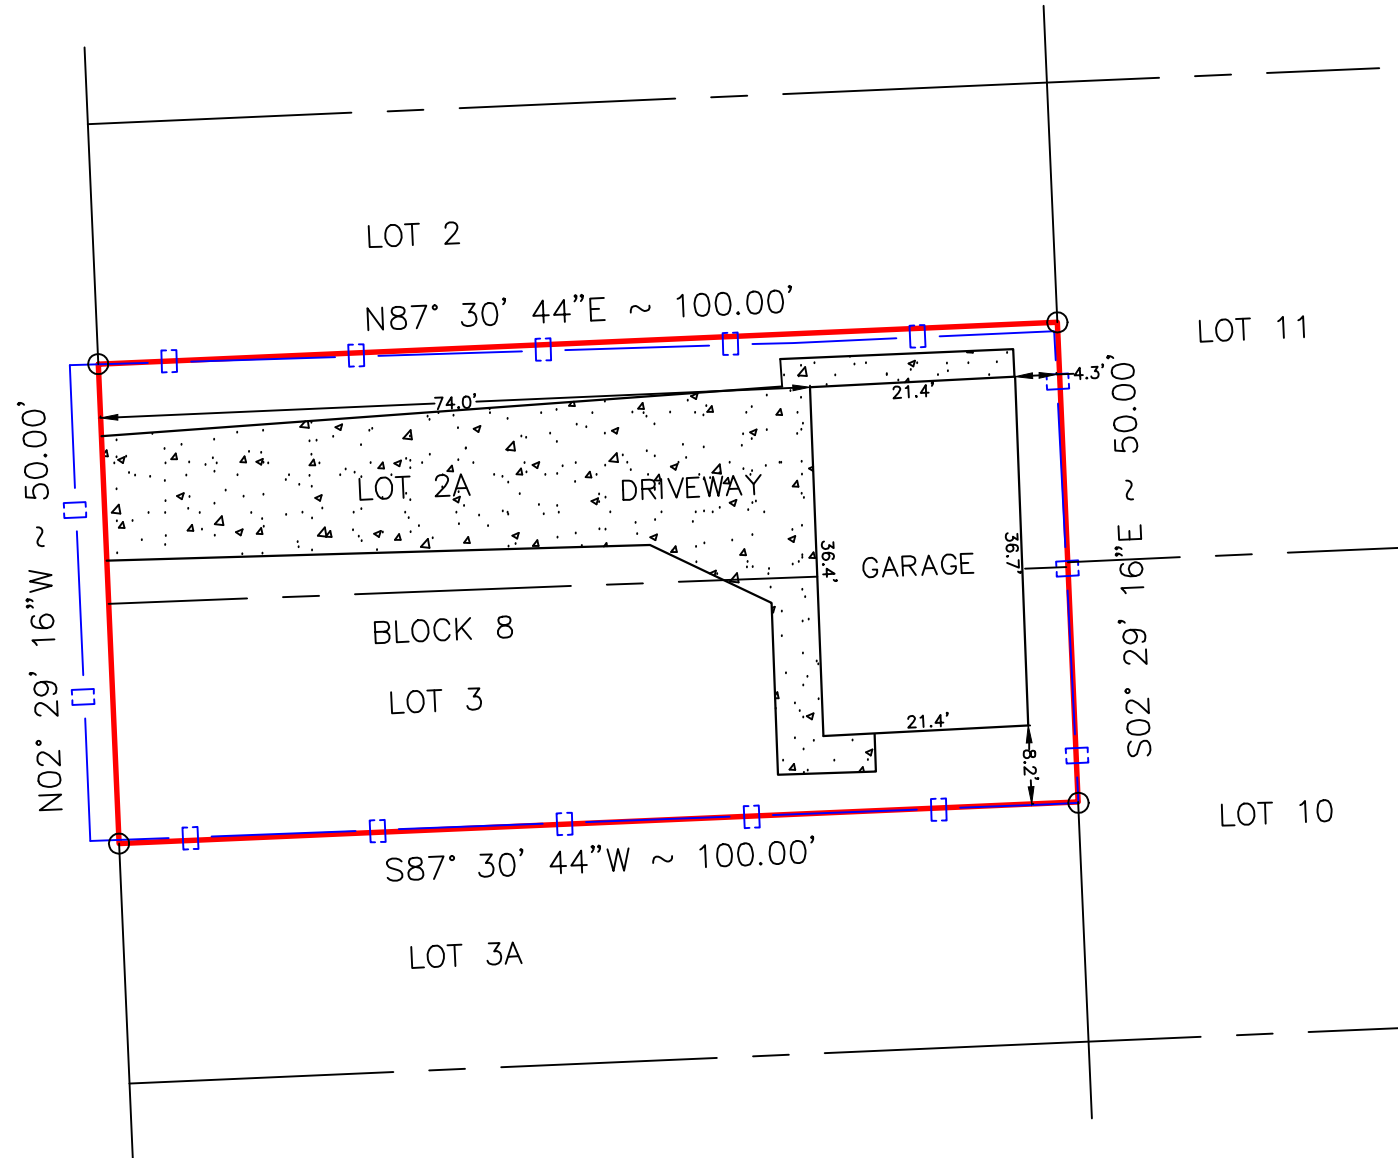 LOT 2
N87° 30' 44"E ~ 100.00'
LOT 11
74.0'
21.4'
4.3'
N02° 29' 16"W ~ 50.00'
S02° 29' 16"E ~ 50.00'
LOT 2A
DRIVEWAY
36.4'
GARAGE
36.7'
BLOCK 8
LOT 3
21.4'
8.2'
LOT 10
S87° 30' 44"W ~ 100.00'
LOT 3A